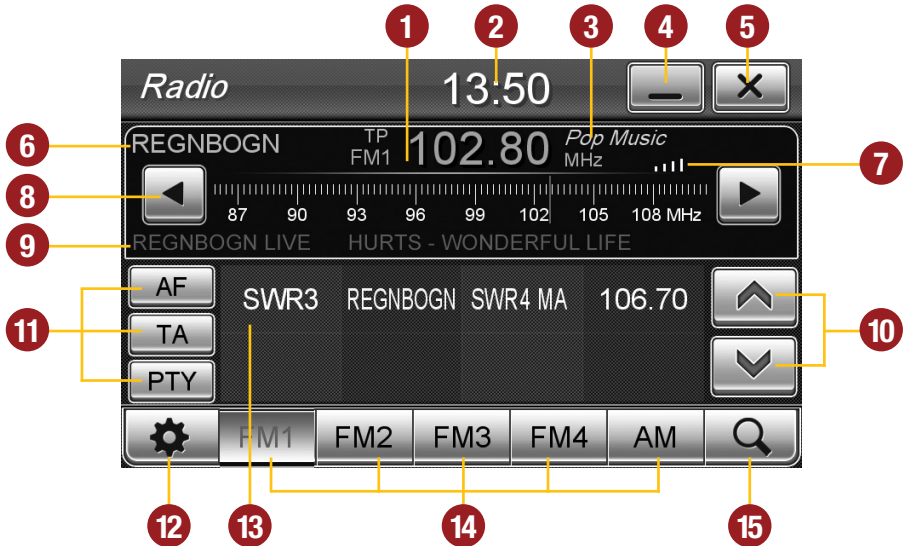 1 2 3 4 5
Radio 13:50
6 REGNBOGN TP FM1 102.80 MHz Pop Music
7
8
87 90 93 96 99 102 105 108 MHz
9 REGNBOGN LIVE HURTS - WONDERFUL LIFE
AF SWR3 REGNBOGN SWR4 MA 106.70
11 TA 10
PTY
FM1 FM2 FM3 FM4 AM
12 13 14 15